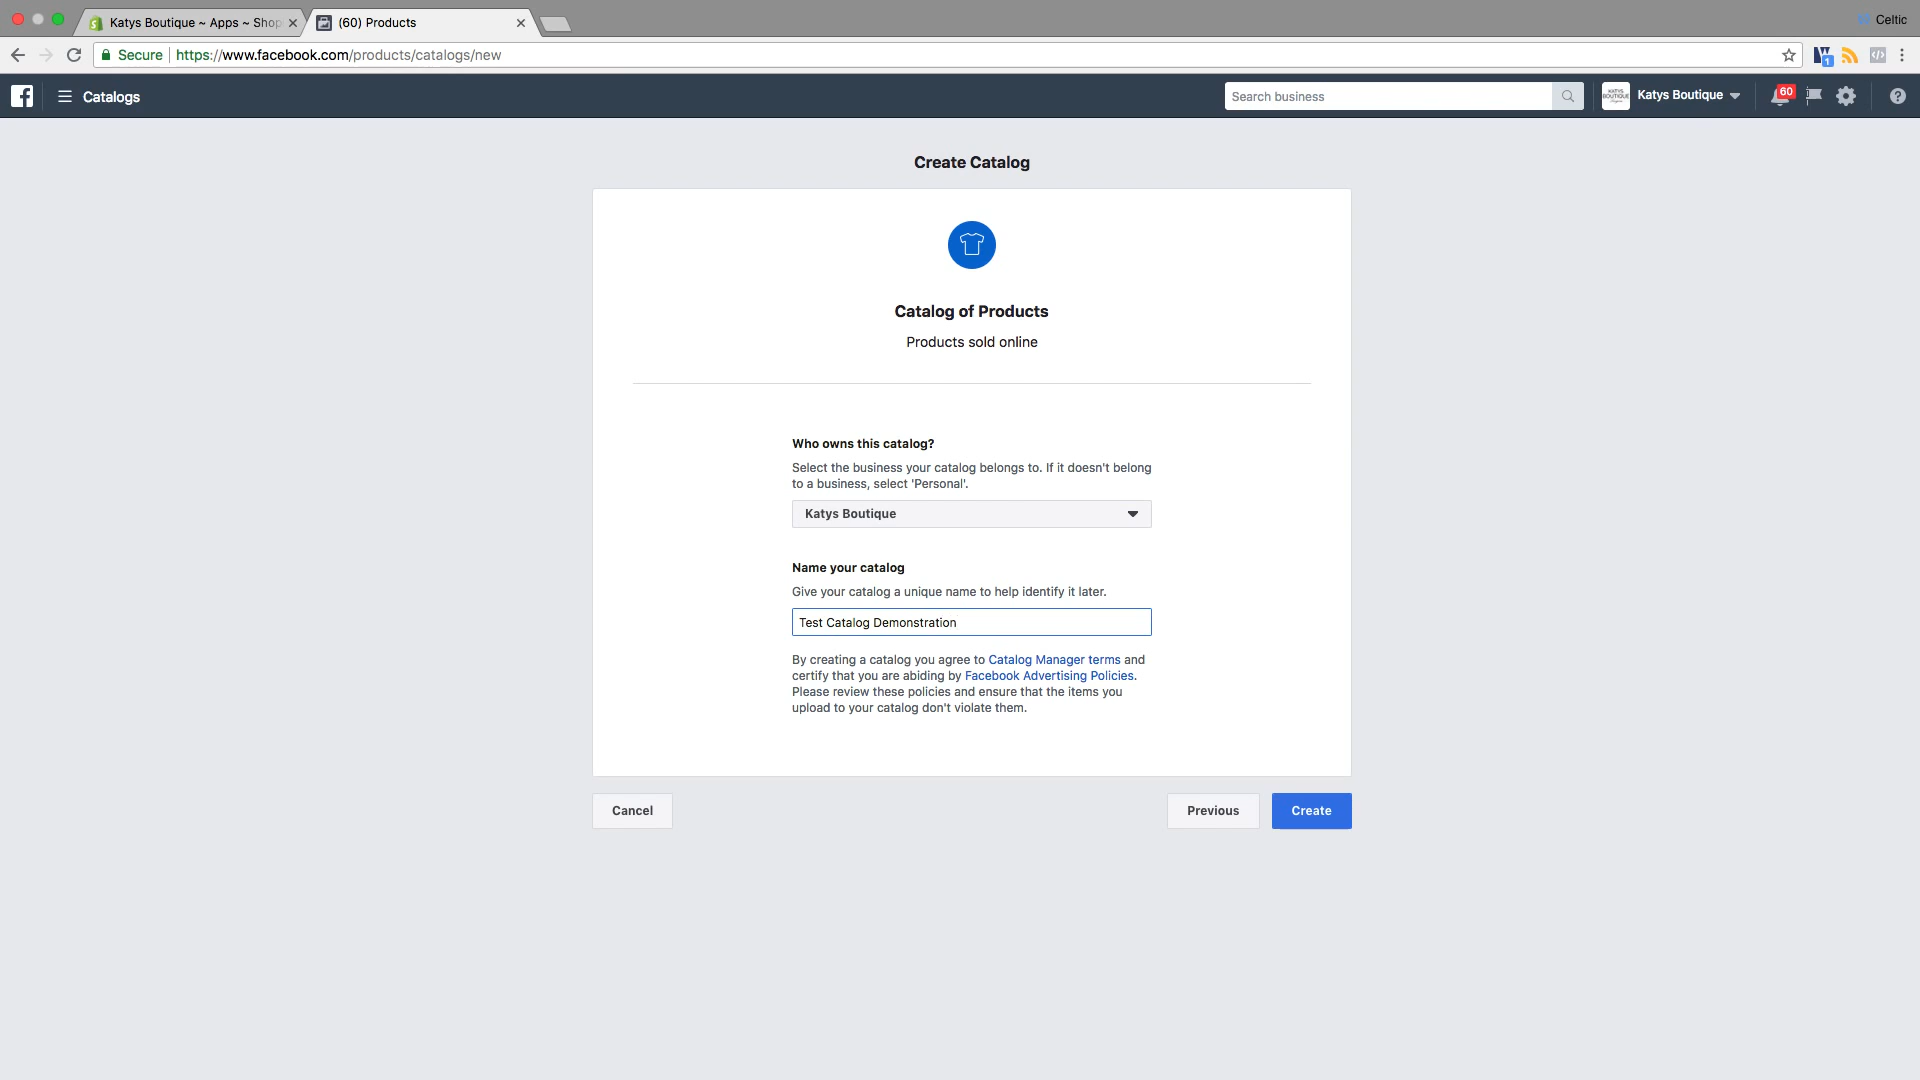 Katys Boutique ~ Apps ~ Shop
(60) Products
Celtic
Secure
https://www.facebook.com/products/catalogs/new
1
Catalogs
Search business
KATYS
BOUTIQUE
Katys Boutique
60
Create Catalog
Catalog of Products
Products sold online
Who owns this catalog?
Select the business your catalog belongs to. If it doesn't belong
to a business, select 'Personal'.
Katys Boutique
Name your catalog
Give your catalog a unique name to help identify it later.
Test Catalog Demonstration
By creating a catalog you agree to Catalog Manager terms and
certify that you are abiding by Facebook Advertising Policies.
Please review these policies and ensure that the items you
upload to your catalog don't violate them.
Cancel
Previous
Create